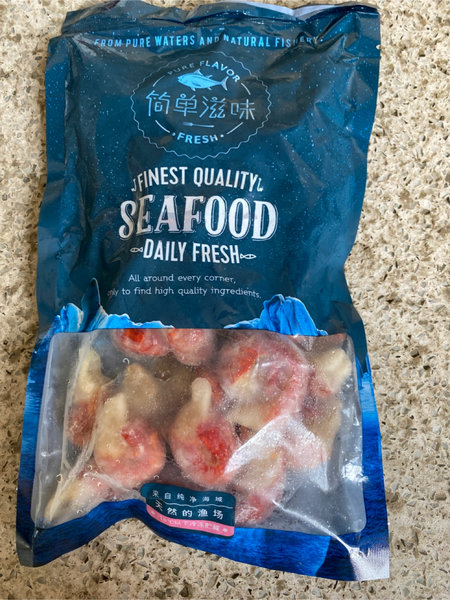 FROM PURE WATERS AND NATURAL FISHERY
PURE FLAVOR
简单滋味
FRESH
FINEST QUALITY
SEAFOOD
DAILY FRESH
All around every corner,
only to find high quality ingredients.
来自纯净海域
天然的渔场